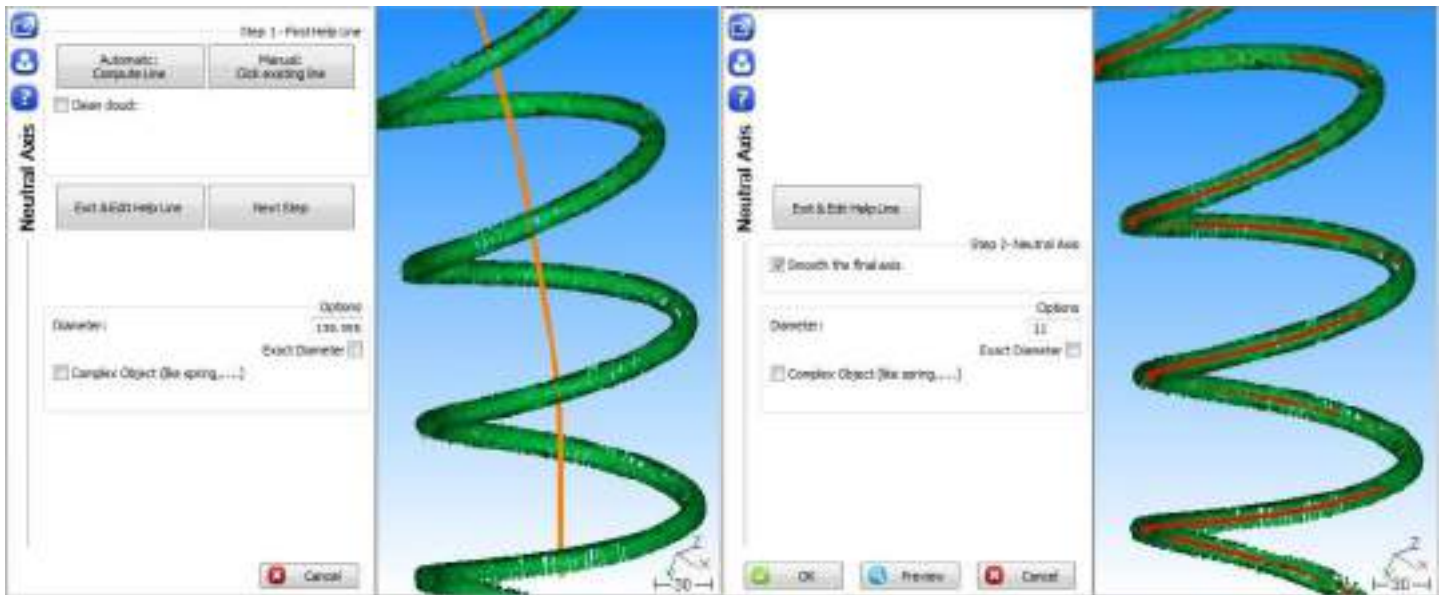 Neutral Axis
Step 1 - First Help Line
Automatic:
Compute Line
Manual:
Click existing line
Clean cloud:
Exit & Edit Help Line
Next Step
Options
Diameter:
Exact Diameter
Complex Object (like spring,....)
Cancel
Z
X
30
Neutral Axis
Exit & Edit Help Line
Step 2- Neutral Axis
Smooth the final axis
Options
Diameter:
11
Exact Diameter
Complex Object (like spring,....)
OK
Preview
Cancel
Z
X
30